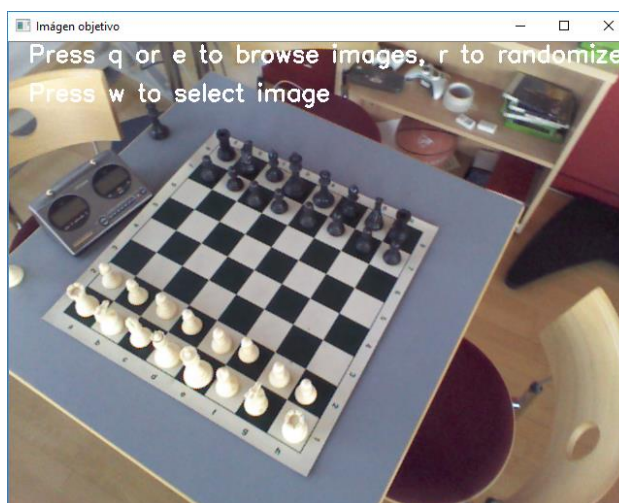 Imágen objetivo
Press q or e to browse images, r to randomize
Press w to select image
a
b
d
e
f
g
h